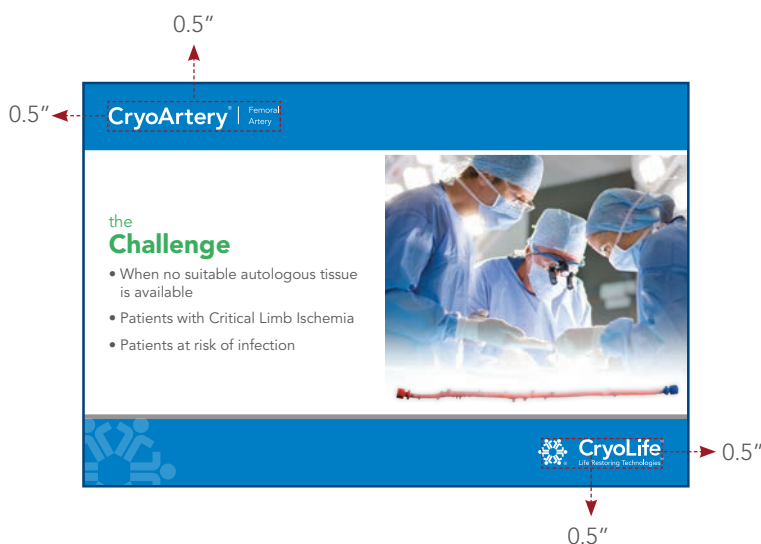 0.5"
0.5"
CryoArtery® | Femoral
Artery
the
Challenge
• When no suitable autologous tissue
is available
• Patients with Critical Limb Ischemia
• Patients at risk of infection
CryoLife®
Life Restoring Technologies
0.5"
0.5"